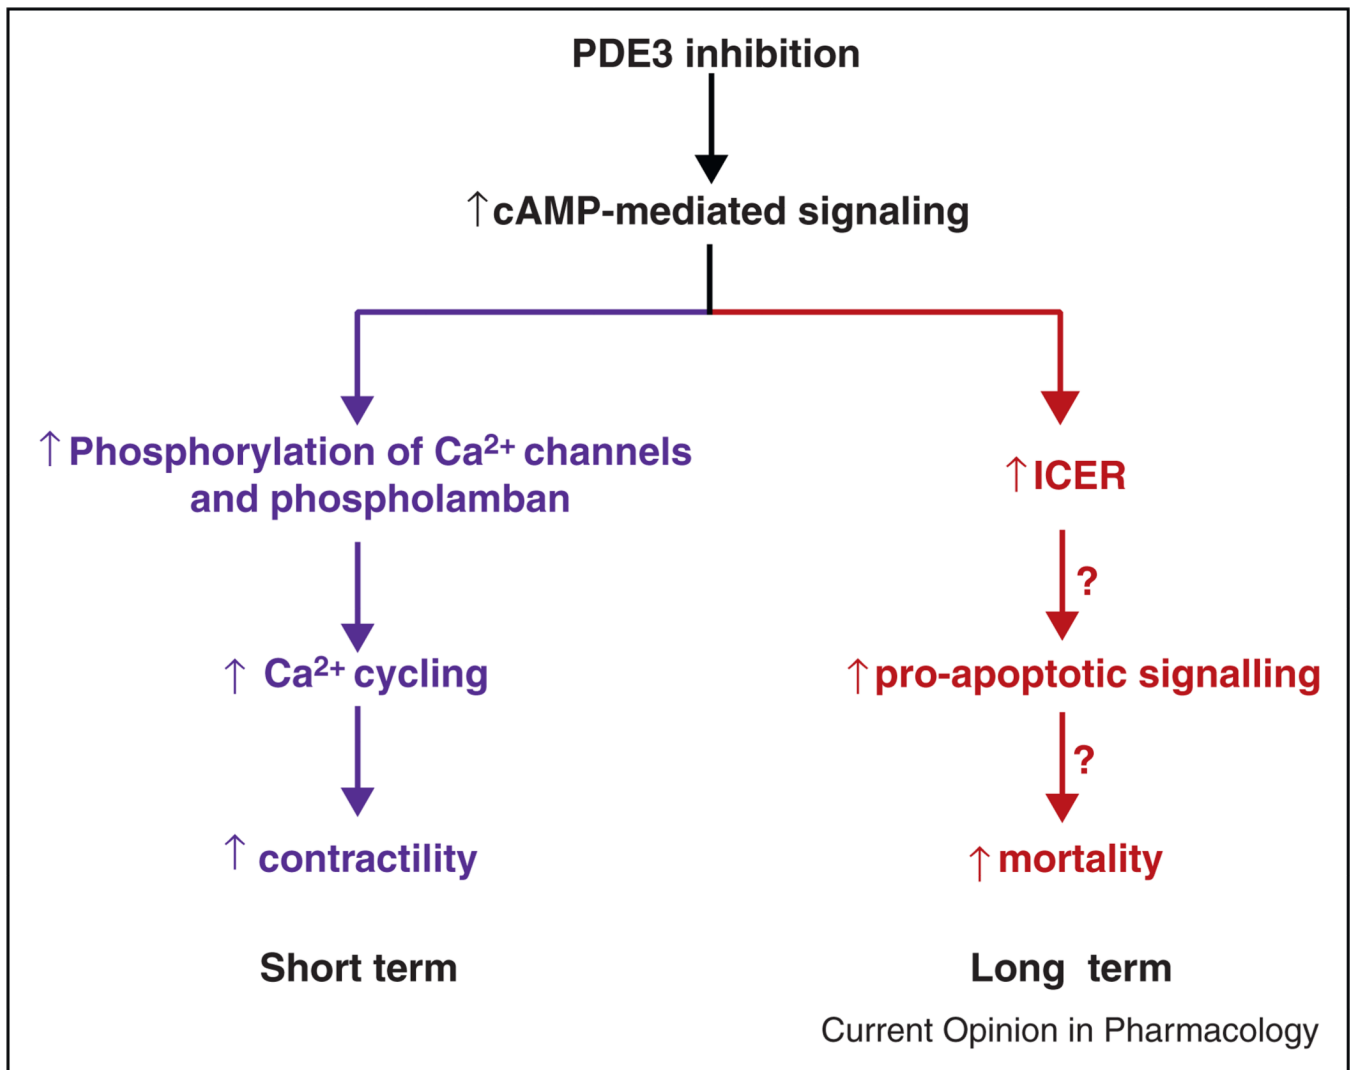 PDE3 inhibition
↑cAMP-mediated signaling
↑Phosphorylation of Ca²⁺ channels
and phospholamban
↑ICER
?
↑ Ca²⁺ cycling
↑pro-apoptotic signalling
?
↑ contractility
↑mortality
Short term
Long term
Current Opinion in Pharmacology